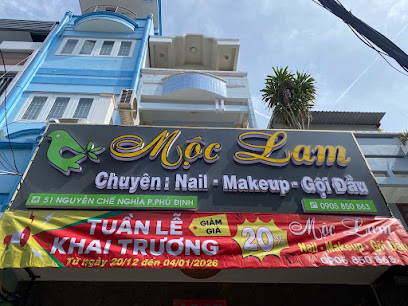 Mộc Lam
Chuyên : Nail - Makeup - Gội Đầu
51 NGUYỄN CHẾ NGHĨA P.PHÚ ĐỊNH
0905 850 863
TUẦN LỄ
KHAI TRƯƠNG
Từ ngày 20/12 đến 04/01/2026
GIẢM
GIÁ
20%
Mộc Lam
Nail - Makeup - Gội Đầu
0905 850 863